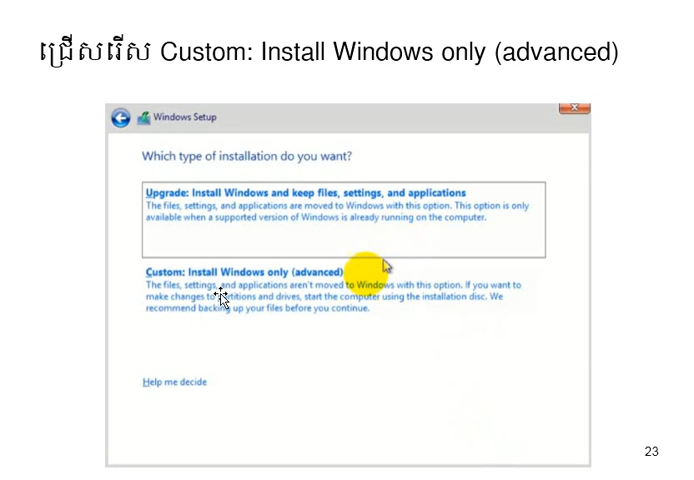 ជ្រើសរើស Custom: Install Windows only (advanced)
Windows Setup
Which type of installation do you want?
Upgrade: Install Windows and keep files, settings, and applications
The files, settings, and applications are moved to Windows with this option. This option is only
available when a supported version of Windows is already running on the computer.
Custom: Install Windows only (advanced)
The files, settings, and applications aren't moved to Windows with this option. If you want to
make changes to partitions and drives, start the computer using the installation disc. We
recommend backing up your files before you continue.
Help me decide
23